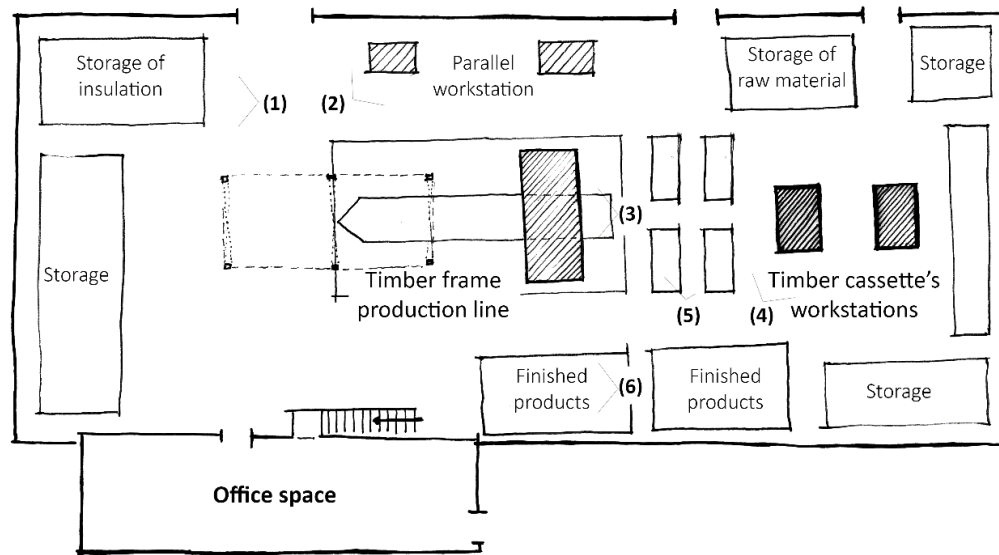 Storage of
insulation
(1)
(2)
Parallel
workstation
Storage of
raw material
Storage
Storage
(3)
Timber frame
production line
(5)
(4)
Timber cassette's
workstations
Finished
products
(6)
Finished
products
Storage
Office space